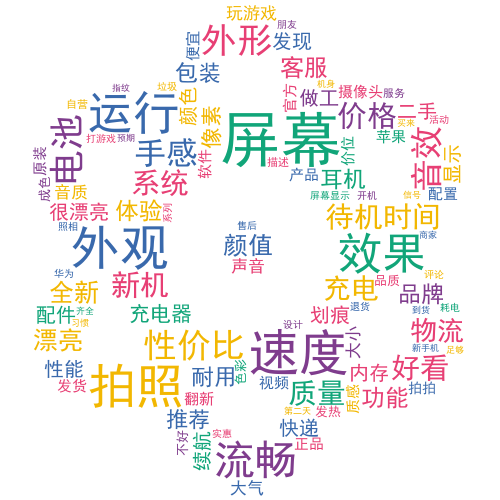 玩游戏
朋友
外形
发现
便宜
包装
客服
垃圾
指纹
机身
官方
做工
摄像头
服务
自营
颜色
运行
价格
二手
活动
打游戏
预期
像素
屏幕
买来
苹果
电池
手感
价位
音效
显示
原装
成色
软件
描述
系统
产品
耳机
音质
屏幕显示
开机
信号
配置
很漂亮
体验
系列
待机时间
照相
售后
外观
颜值
效果
商家
声音
华为
新机
充电
品质
评论
全新
品牌
配件
齐全
充电器
退货
到货
耗电
习惯
划痕
设计
物流
漂亮
性价比
速度
大小
新手机
足够
性能
发货
拍照
耐用
色彩
视频
内存
好看
拍拍
质量
功能
翻新
质感
第二天
发热
推荐
快递
不好
续航
实惠
流畅
正品
大气